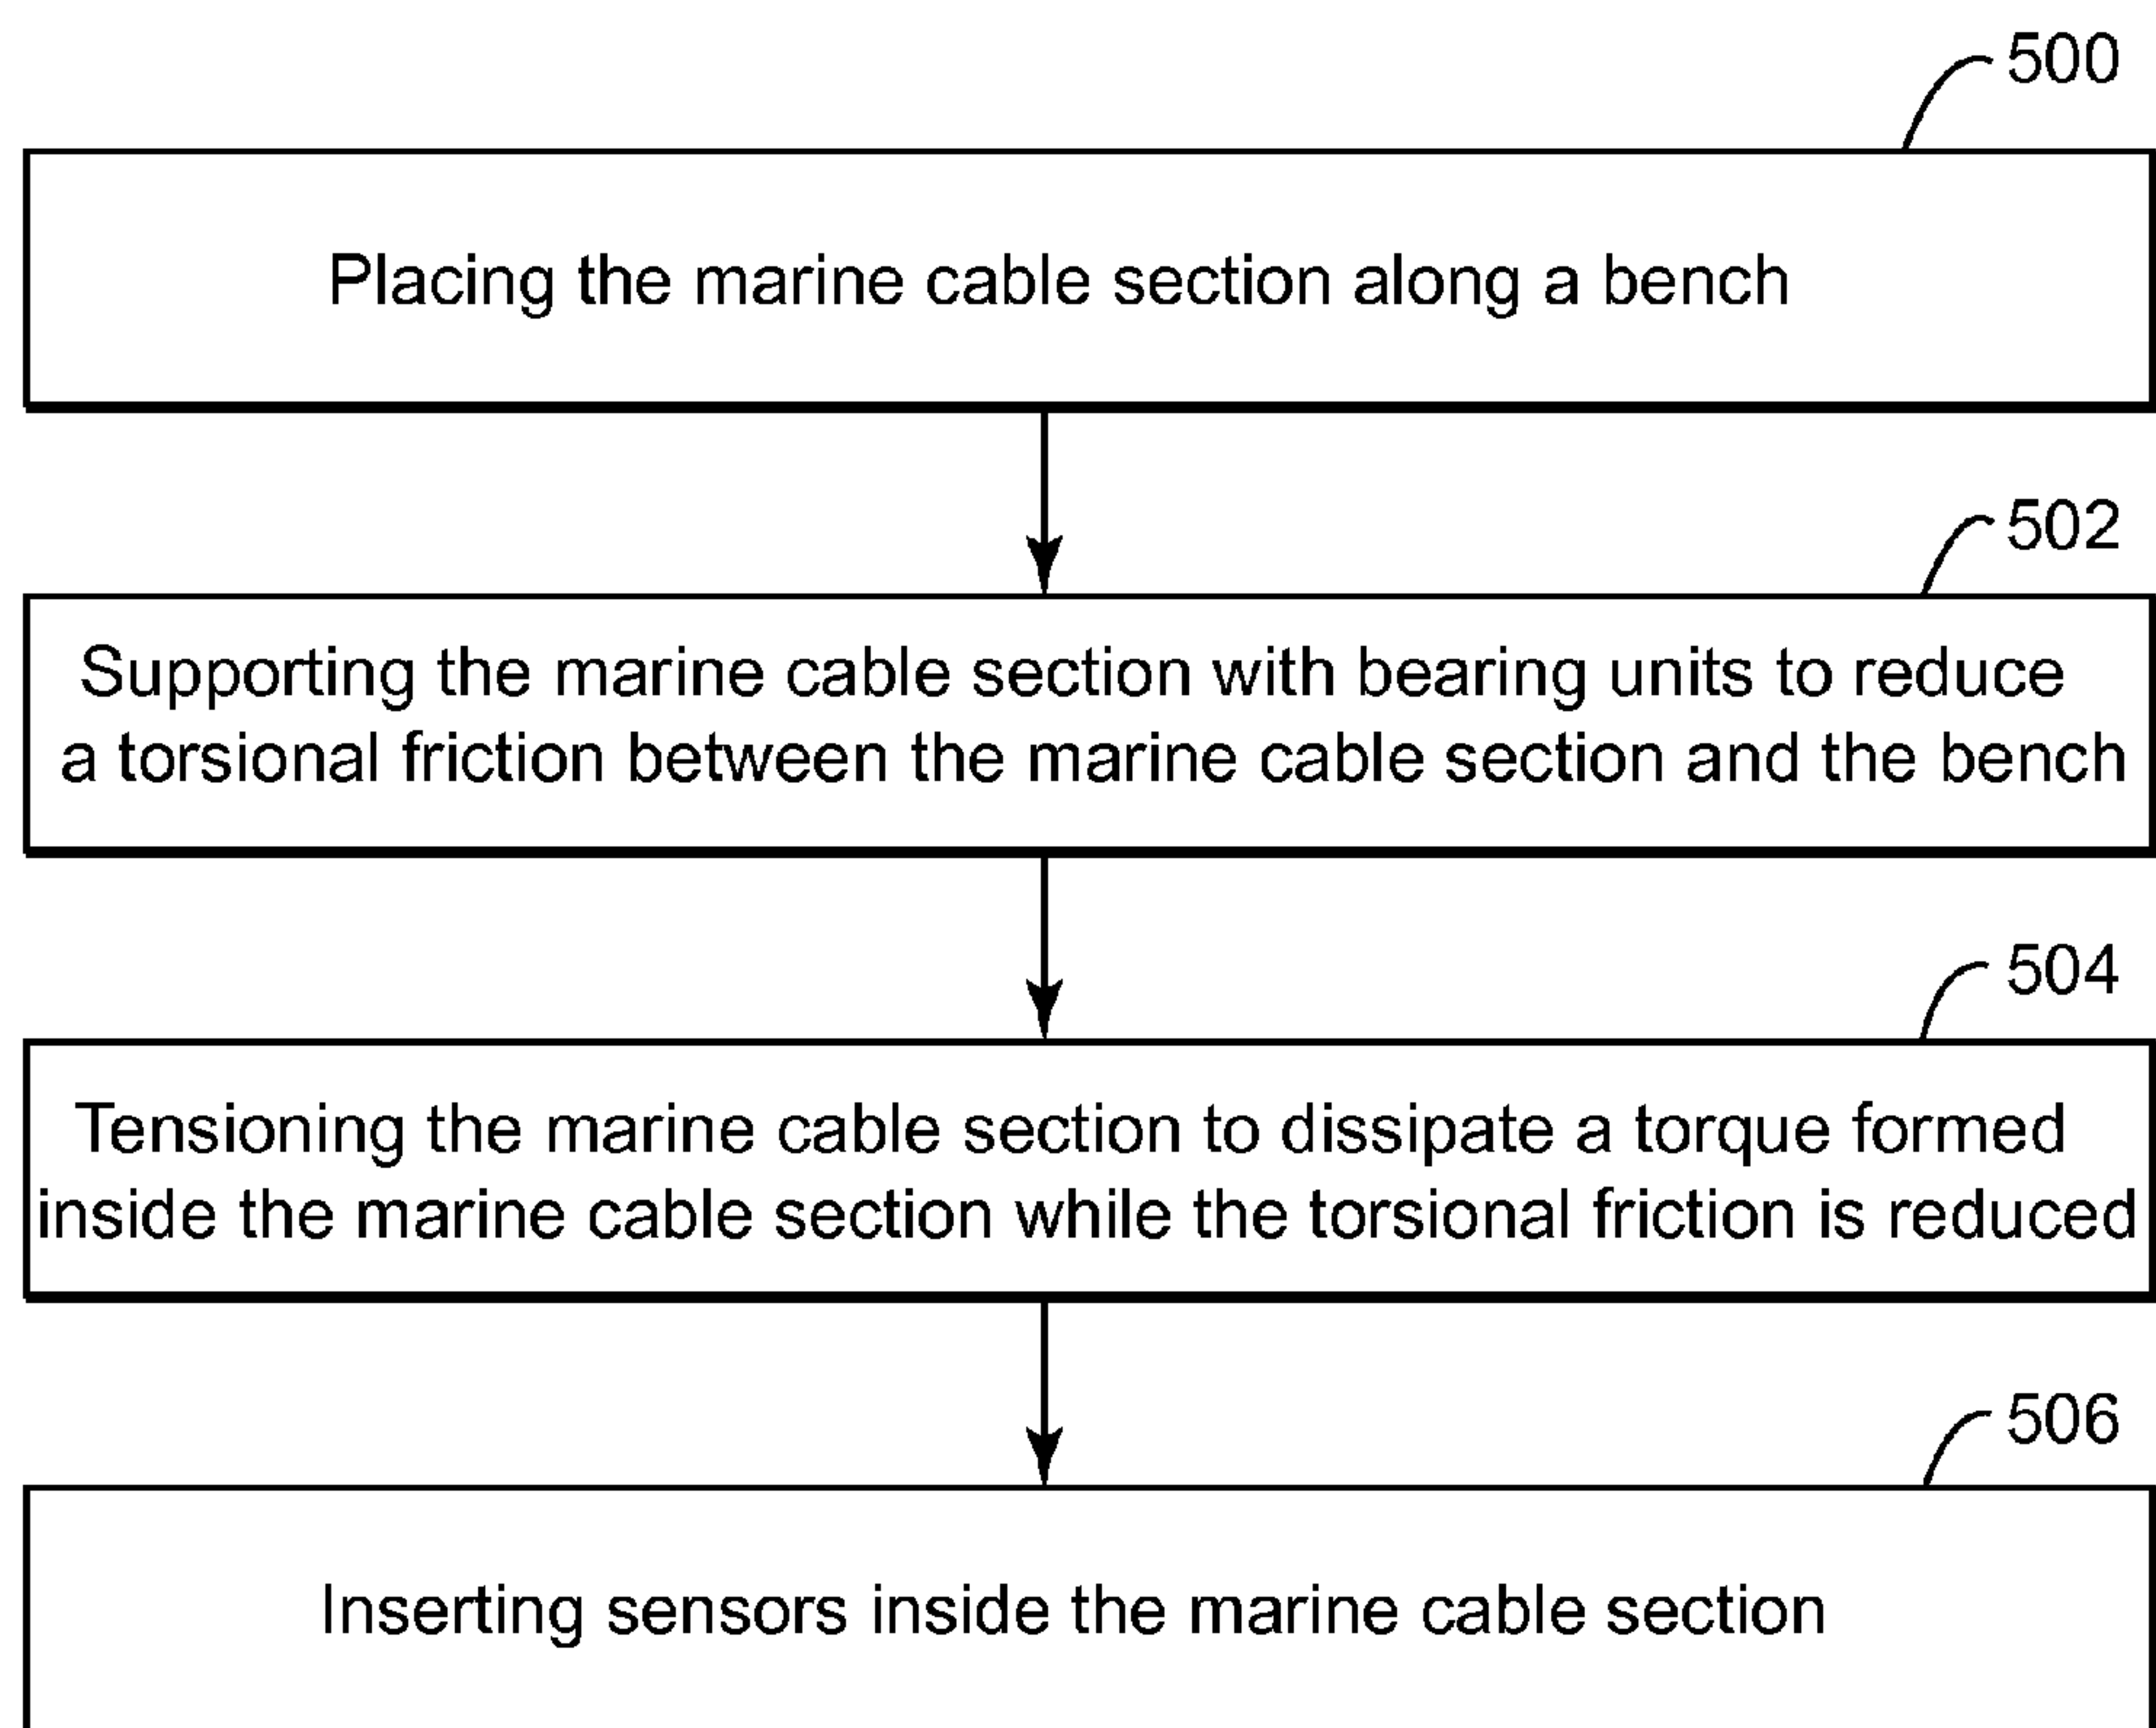 500
Placing the marine cable section along a bench
502
Supporting the marine cable section with bearing units to reduce
a torsional friction between the marine cable section and the bench
504
Tensioning the marine cable section to dissipate a torque formed
inside the marine cable section while the torsional friction is reduced
506
Inserting sensors inside the marine cable section